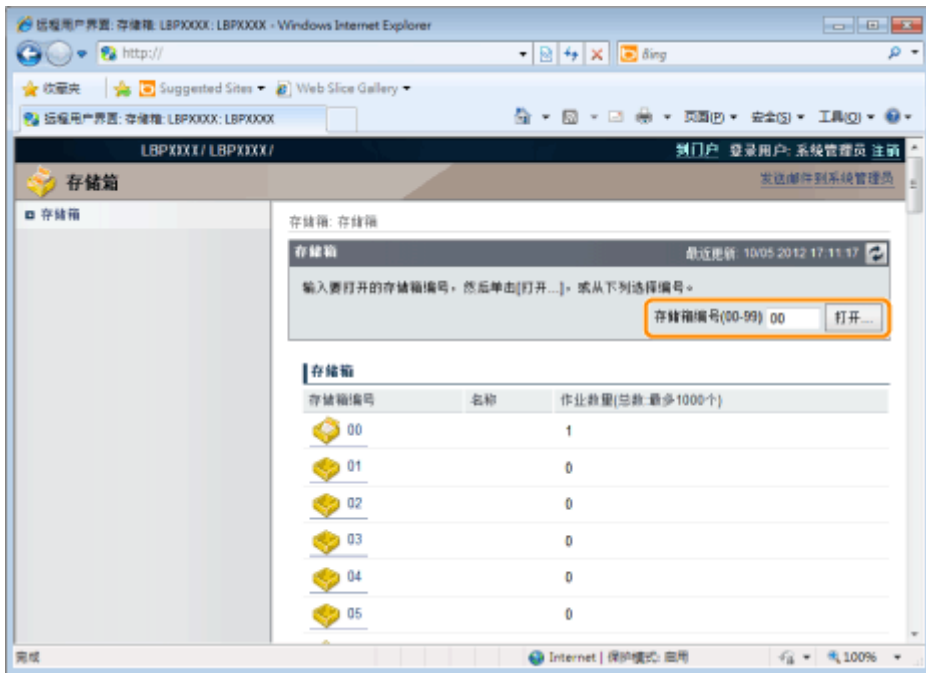 远程用户界面: 存储箱: LBPXXXX: LBPXXXX - Windows Internet Explorer
http://
Bing
收藏夹 Suggested Sites Web Slice Gallery
远程用户界面: 存储箱: LBPXXXX: LBPXXXX
页面(P) 安全(S) 工具(O)
LBPXXXX / LBPXXXX /
到门户 登录用户: 系统管理员 注销
存储箱
发送邮件到系统管理员
存储箱
存储箱: 存储箱
存储箱
最近更新: 10/05 2012 17:11:17
输入要打开的存储箱编号，然后单击[打开...]，或从下列选择编号。
存储箱编号(00-99) 00 打开...
存储箱
存储箱编号 名称 作业数量(总数:最多1000个)
00 1
01 0
02 0
03 0
04 0
05 0
完成
Internet | 保护模式: 启用
100%